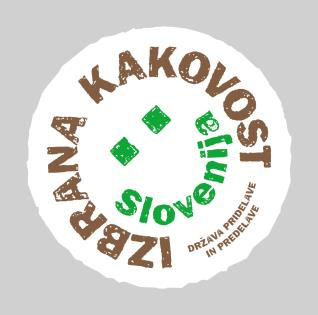 IZBRANA KAKOVOST
Slovenija
DRŽAVA PRIDELAVE
IN PREDELAVE